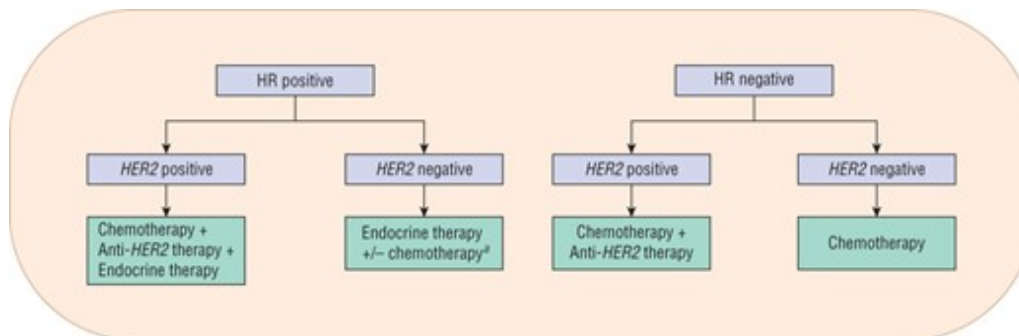 HR positive
HR negative
HER2 positive
HER2 negative
HER2 positive
HER2 negative
Chemotherapy +
Anti-HER2 therapy +
Endocrine therapy
Endocrine therapy
+/– chemotherapyᵃ
Chemotherapy +
Anti-HER2 therapy
Chemotherapy